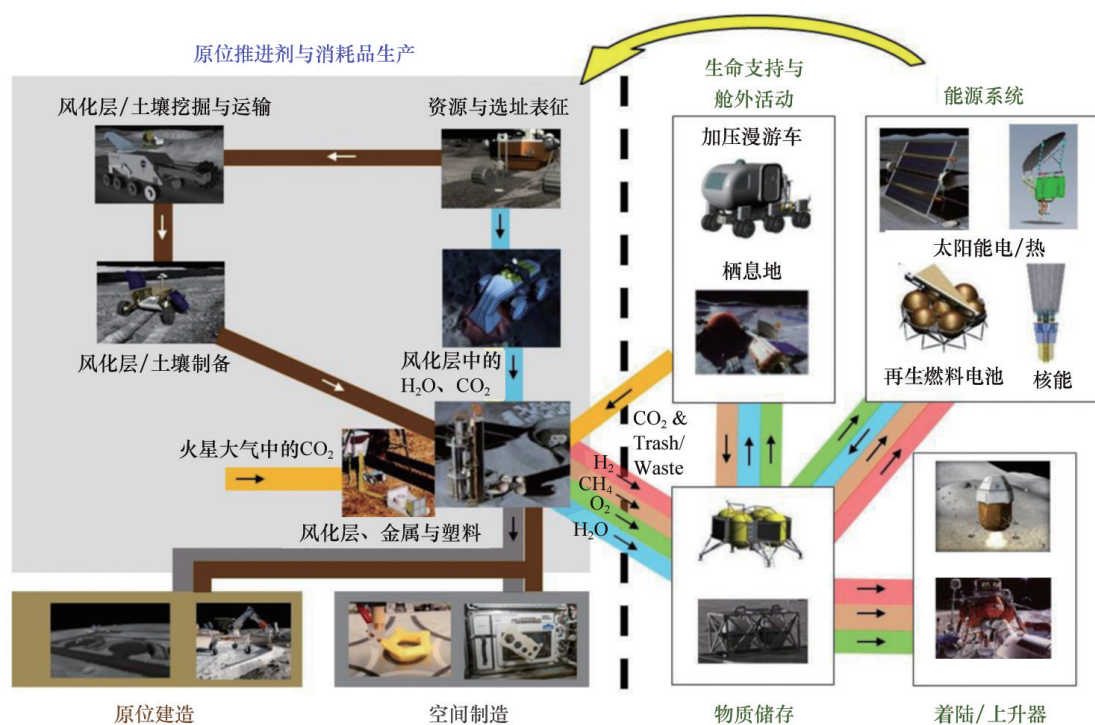 原位推进剂与消耗品生产
风化层/土壤挖掘与运输
资源与选址表征
风化层/土壤制备
风化层中的
H₂O、CO₂
火星大气中的CO₂
风化层、金属与塑料
生命支持与
舱外活动
加压漫游车
栖息地
能源系统
太阳能电/热
再生燃料电池
核能
CO₂ &
Trash/
Waste
H₂
CH₄
O₂
H₂O
原位建造
空间制造
物质储存
着陆/上升器